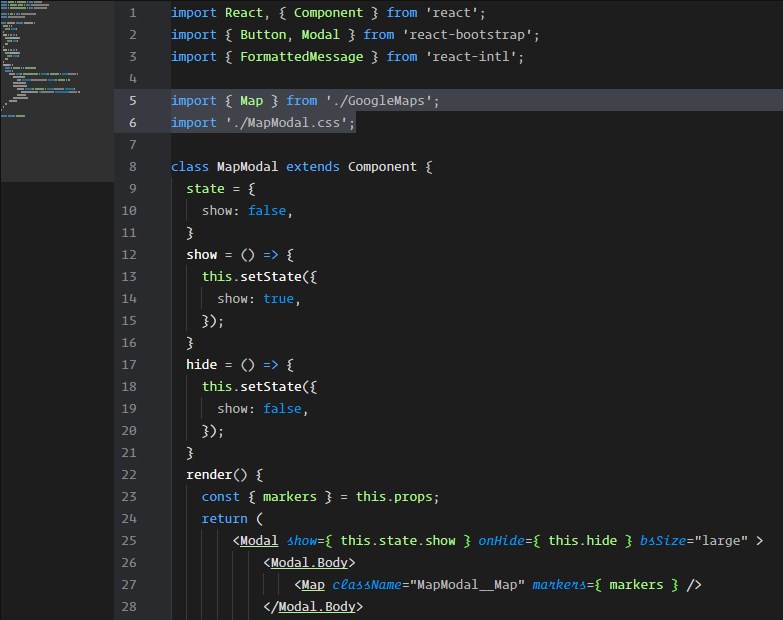 1 import React, { Component } from 'react';
2 import { Button, Modal } from 'react-bootstrap';
3 import { FormattedMessage } from 'react-intl';
4
5 import { Map } from './GoogleMaps';
6 import './MapModal.css';
7
8 class MapModal extends Component {
9   state = {
10     show: false,
11   }
12   show = () => {
13     this.setState({
14       show: true,
15     });
16   }
17   hide = () => {
18     this.setState({
19       show: false,
20     });
21   }
22   render() {
23     const { markers } = this.props;
24     return (
25         <Modal show={ this.state.show } onHide={ this.hide } bsSize="large" >
26             <Modal.Body>
27                 <Map className="MapModal__Map" markers={ markers } />
28             </Modal.Body>